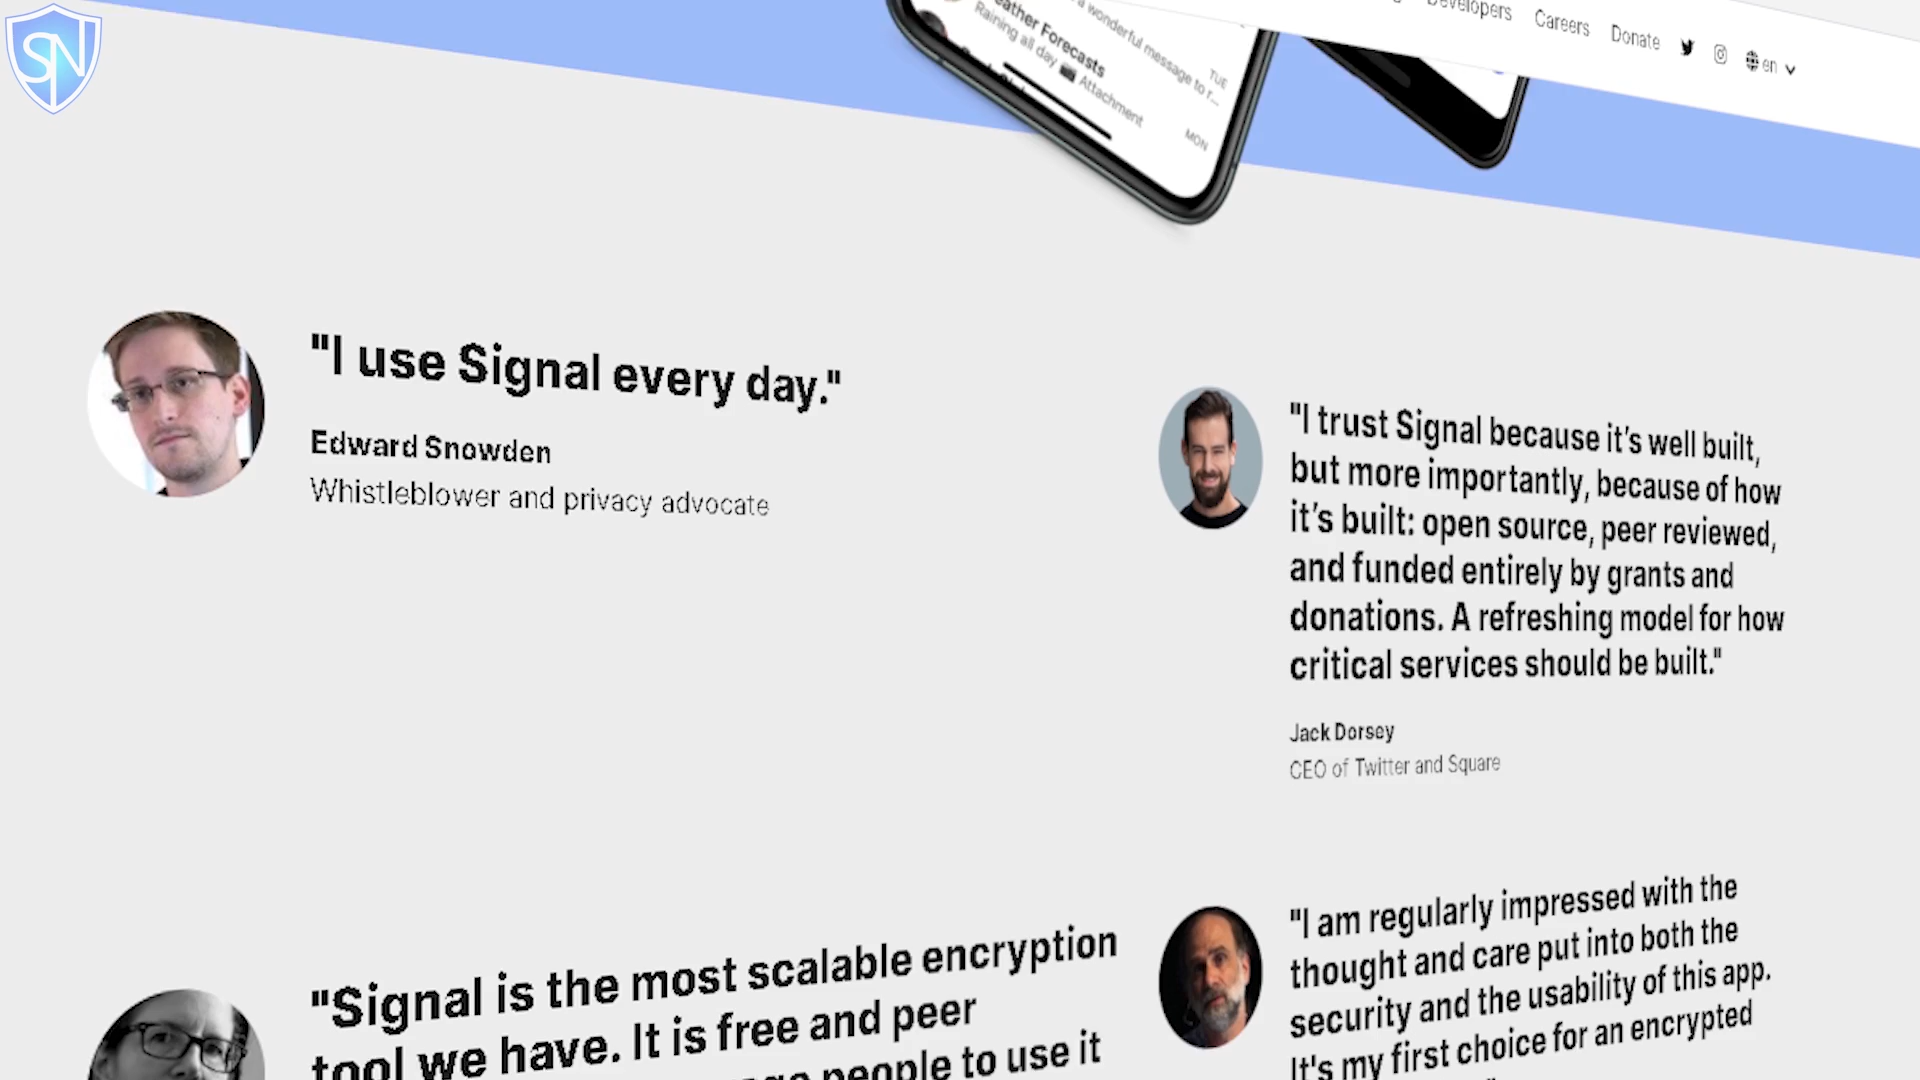 SN
Developers Careers Donate en
eather Forecasts
Raining all day Attachment
a wonderful message to r...
TUE
MON
"I use Signal every day."
Edward Snowden
Whistleblower and privacy advocate
"I trust Signal because it's well built,
but more importantly, because of how
it's built: open source, peer reviewed,
and funded entirely by grants and
donations. A refreshing model for how
critical services should be built."
Jack Dorsey
CEO of Twitter and Square
"Signal is the most scalable encryption
tool we have. It is free and peer
people to use it
"I am regularly impressed with the
thought and care put into both the
security and the usability of this app.
It's my first choice for an encrypted